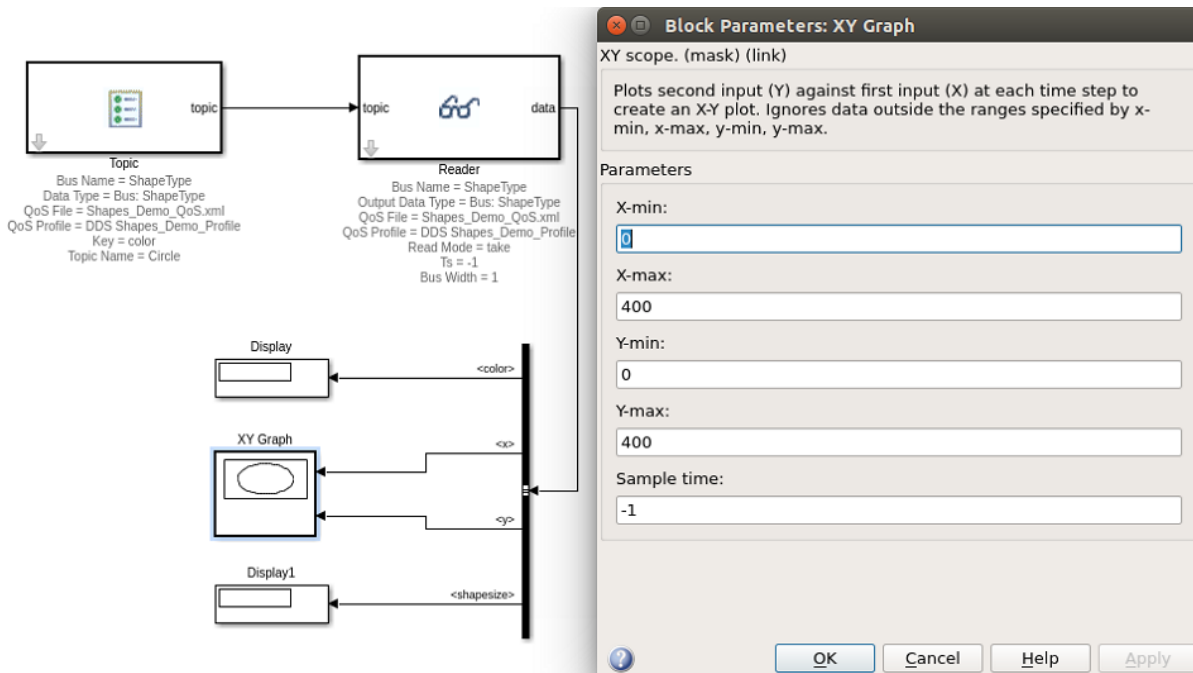 topic
Topic
Bus Name = ShapeType
Data Type = Bus: ShapeType
QoS File = Shapes_Demo_QoS.xml
QoS Profile = DDS Shapes_Demo_Profile
Key = color
Topic Name = Circle
topic
data
Reader
Bus Name = ShapeType
Output Data Type = Bus: ShapeType
QoS File = Shapes_Demo_QoS.xml
QoS Profile = DDS Shapes_Demo_Profile
Read Mode = take
Ts = -1
Bus Width = 1
Display
<color>
XY Graph
<x>
<y>
Display1
<shapesize>
Block Parameters: XY Graph
XY scope. (mask) (link)
Plots second input (Y) against first input (X) at each time step to
create an X-Y plot. Ignores data outside the ranges specified by x-
min, x-max, y-min, y-max.
Parameters
X-min:
0
X-max:
400
Y-min:
0
Y-max:
400
Sample time:
-1
?
OK
Cancel
Help
Apply